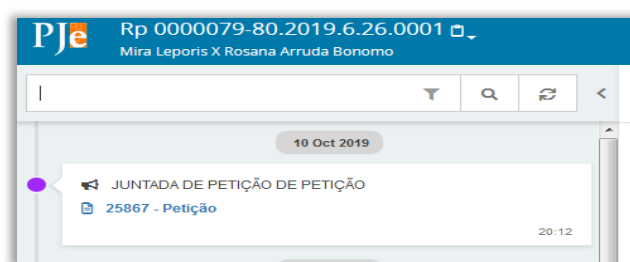 PJe Rp 0000079-80.2019.6.26.0001
Mira Leporis X Rosana Arruda Bonomo
10 Oct 2019
JUNTADA DE PETIÇÃO DE PETIÇÃO
25867 - Petição
20:12